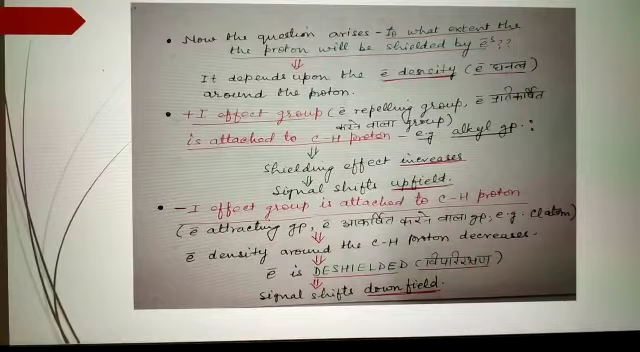 • Now the question arises - To what extent the
the proton will be shielded by ēs??
⇓
It depends upon the ē density (ē घनत्व)
around the proton.
• +I effect group (ē repelling group, ē प्रतिकर्षित
करने वाला group)
is attached to C-H proton - e.g. alkyl gp. :
⇓
Shielding effect increases
⇓
Signal shifts upfield.
• -I effect group is attached to C-H proton
(ē attracting gp, ē आकर्षित करने वाला gp, e.g. Cl atom)
⇓
ē density around the C-H proton decreases.
⇓
ē is DESHIELDED (विपरिरक्षण)
⇓
Signal shifts downfield.